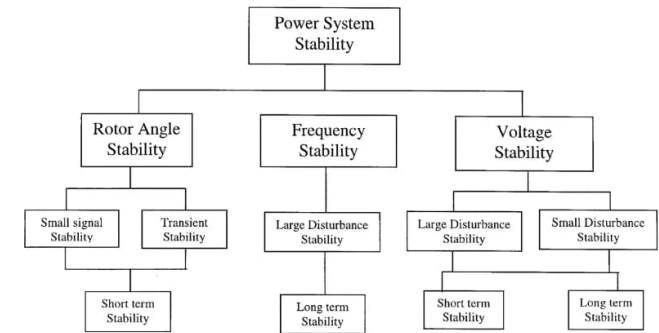 Power System
Stability
Rotor Angle
Stability
Frequency
Stability
Voltage
Stability
Small signal
Stability
Transient
Stability
Large Disturbance
Stability
Large Disturbance
Stability
Small Disturbance
Stability
Short term
Stability
Long term
Stability
Short term
Stability
Long term
Stability